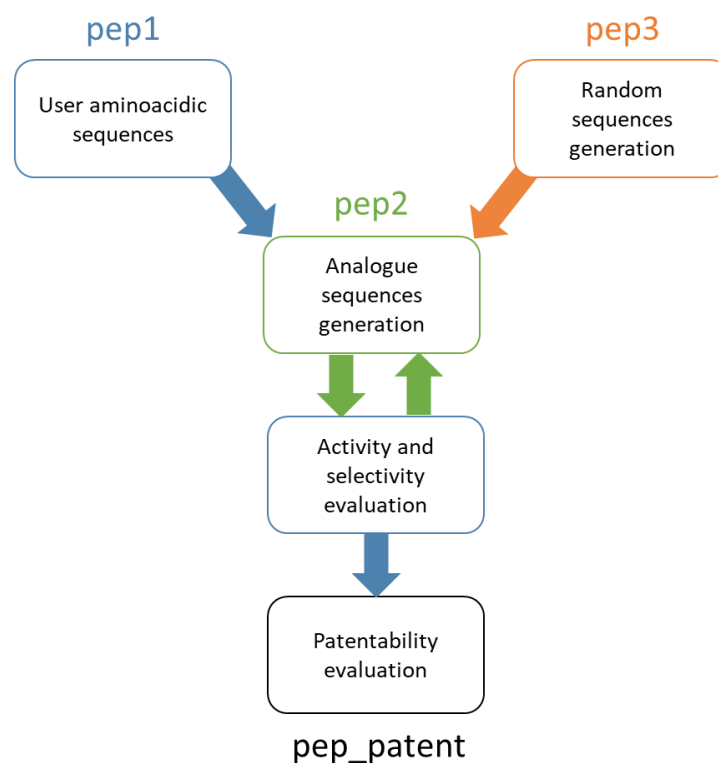 pep1
User aminoacidic
sequences
pep3
Random
sequences
generation
pep2
Analogue
sequences
generation
Activity and
selectivity
evaluation
Patentability
evaluation
pep_patent